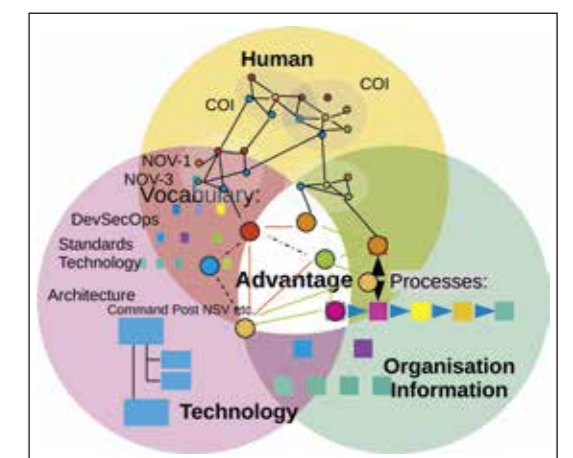 Human
COI
COI
NOV-1
NOV-3
Vocabulary:
DevSecOps
Standards
Technology
Advantage
Processes:
Architecture
Command Post NSV etc
Organisation
Information
Technology